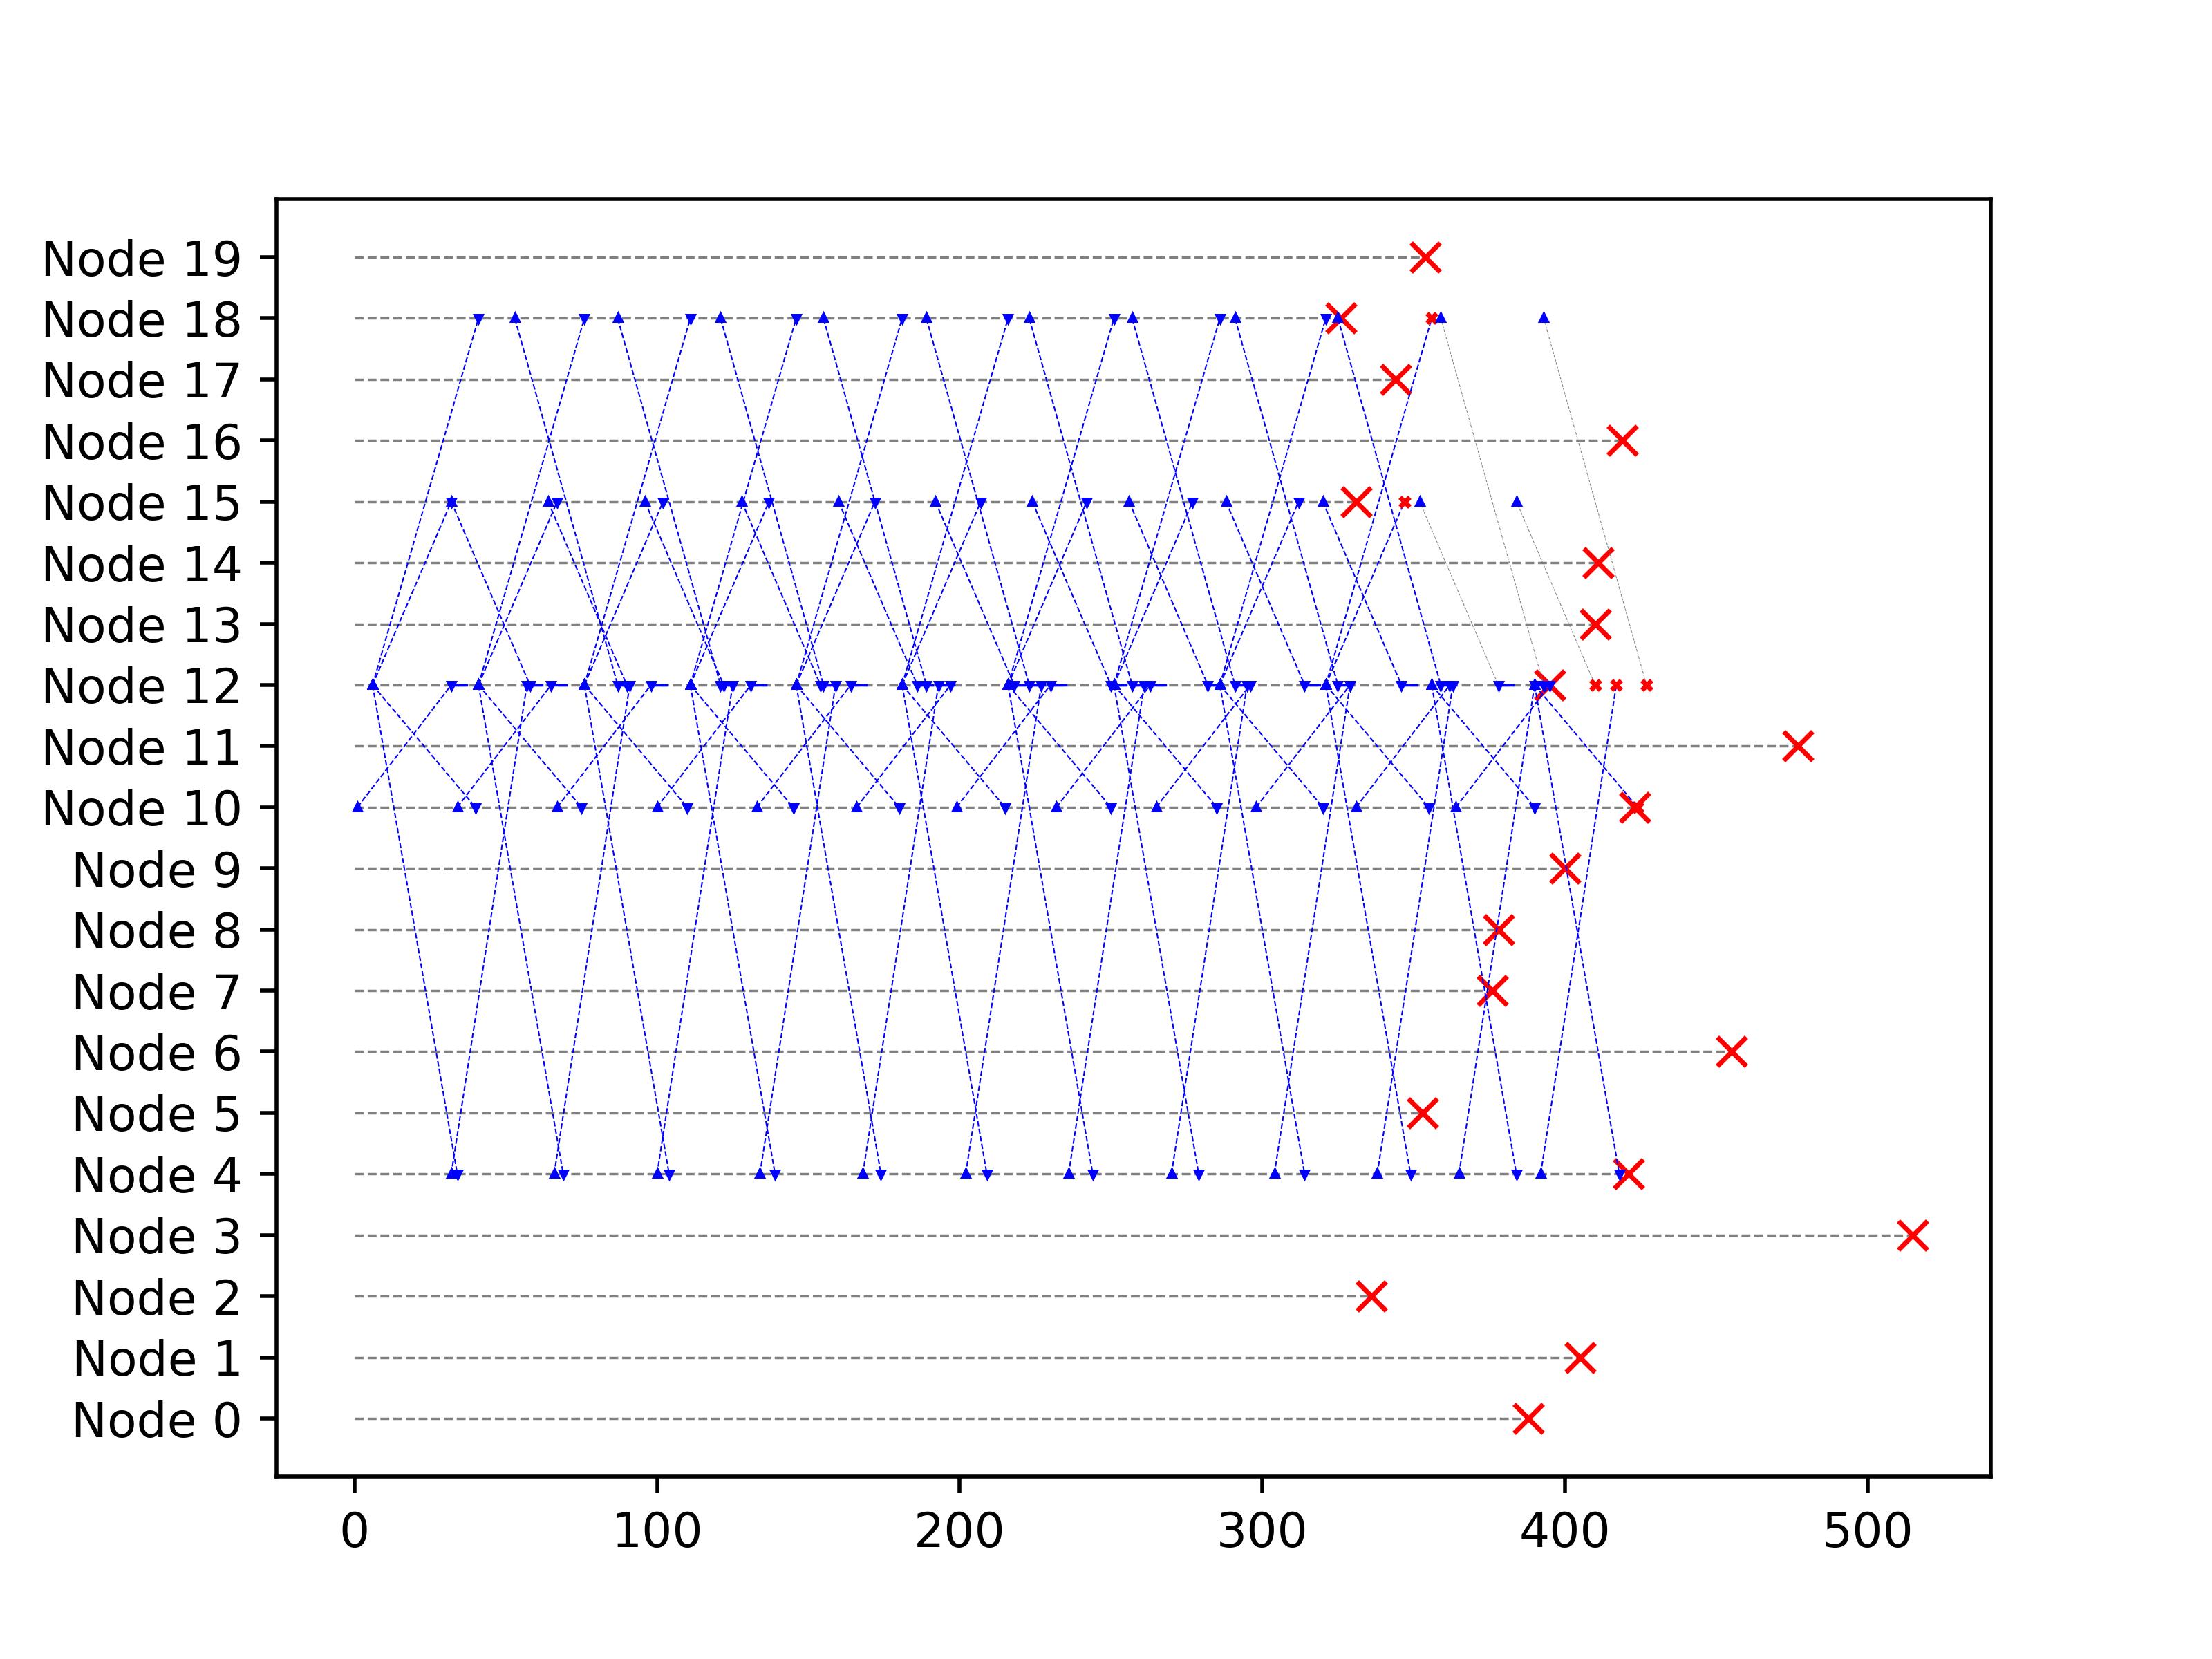 Node 19
Node 18
Node 17
Node 16
Node 15
Node 14
Node 13
Node 12
Node 11
Node 10
Node 9
Node 8
Node 7
Node 6
Node 5
Node 4
Node 3
Node 2
Node 1
Node 0
0 100 200 300 400 500